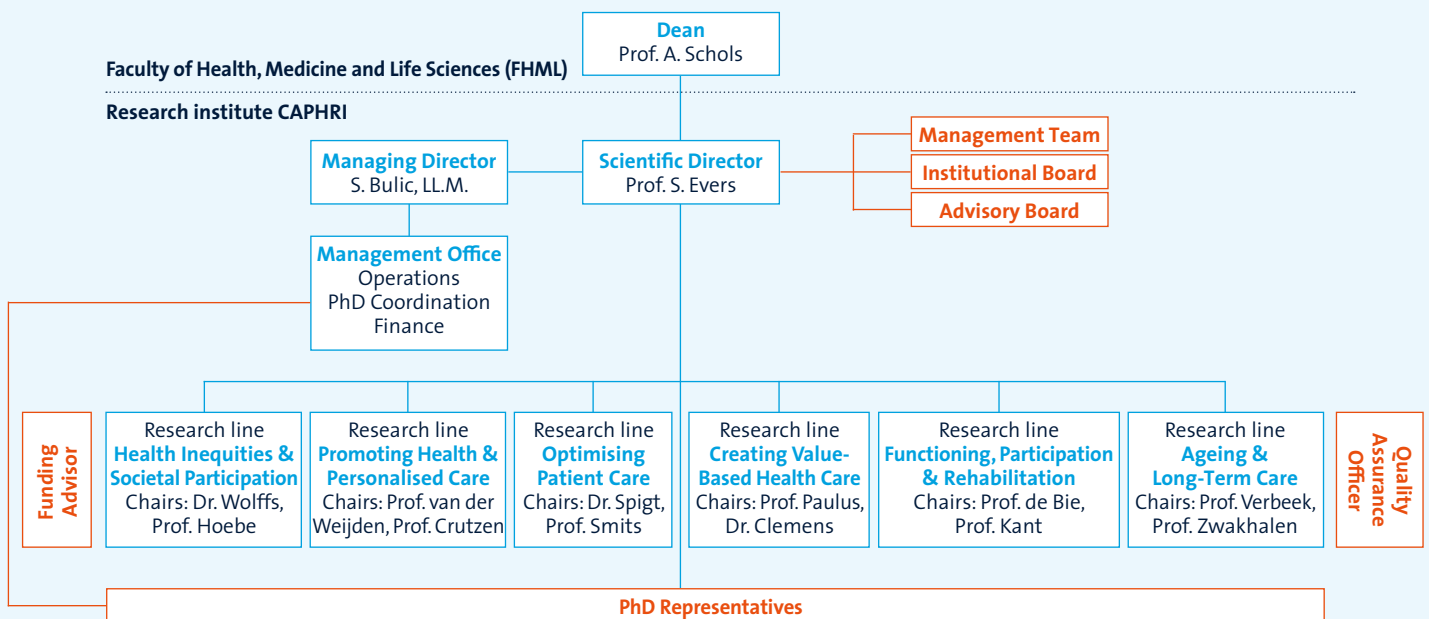 Dean
Prof. A. Schols
Faculty of Health, Medicine and Life Sciences (FHML)
Research institute CAPHRI
Managing Director
S. Bulic, LL.M.
Scientific Director
Prof. S. Evers
Management Team
Institutional Board
Advisory Board
Management Office
Operations
PhD Coordination
Finance
Funding
Advisor
Research line
Health Inequities &
Societal Participation
Chairs: Dr. Wolffs,
Prof. Hoebe
Research line
Promoting Health &
Personalised Care
Chairs: Prof. van der
Weijden, Prof. Crutzen
Research line
Optimising
Patient Care
Chairs: Dr. Spigt,
Prof. Smits
Research line
Creating Value-
Based Health Care
Chairs: Prof. Paulus,
Dr. Clemens
Research line
Functioning, Participation
& Rehabilitation
Chairs: Prof. de Bie,
Prof. Kant
Research line
Ageing &
Long-Term Care
Chairs: Prof. Verbeek,
Prof. Zwakhalen
Quality
Assurance
Officer
PhD Representatives